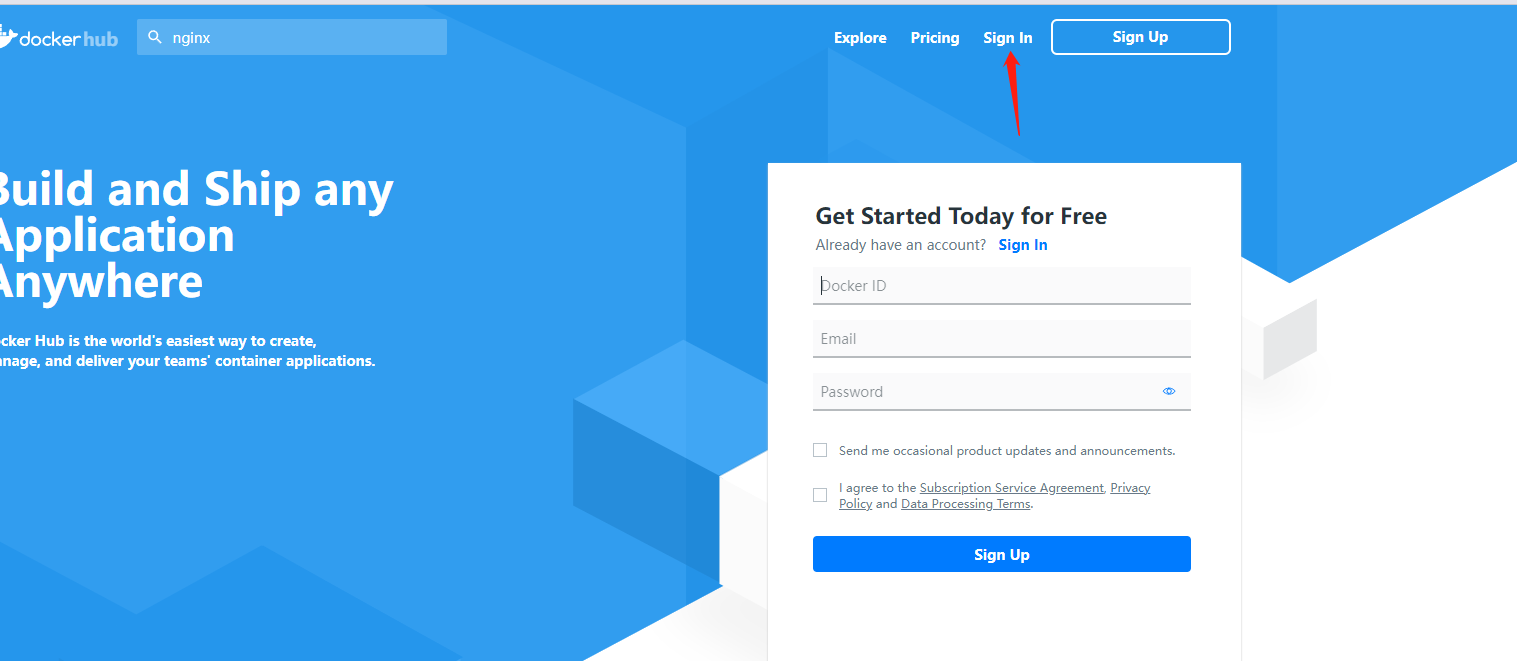 dockerhub
nginx
Explore
Pricing
Sign In
Sign Up
Build and Ship any
Application
Anywhere
cker Hub is the world's easiest way to create,
nage, and deliver your teams' container applications.
Get Started Today for Free
Already have an account? Sign In
Docker ID
Email
Password
Send me occasional product updates and announcements.
I agree to the Subscription Service Agreement, Privacy
Policy and Data Processing Terms.
Sign Up